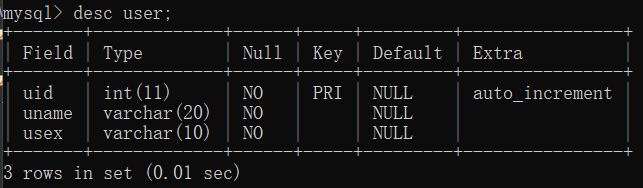 mysql> desc user;
+-------+-------------+------+-----+---------+----------------+
| Field | Type        | Null | Key | Default | Extra          |
+-------+-------------+------+-----+---------+----------------+
| uid   | int(11)     | NO   | PRI | NULL    | auto_increment |
| uname | varchar(20) | NO   |     | NULL    |                |
| usex  | varchar(10) | NO   |     | NULL    |                |
+-------+-------------+------+-----+---------+----------------+
3 rows in set (0.01 sec)